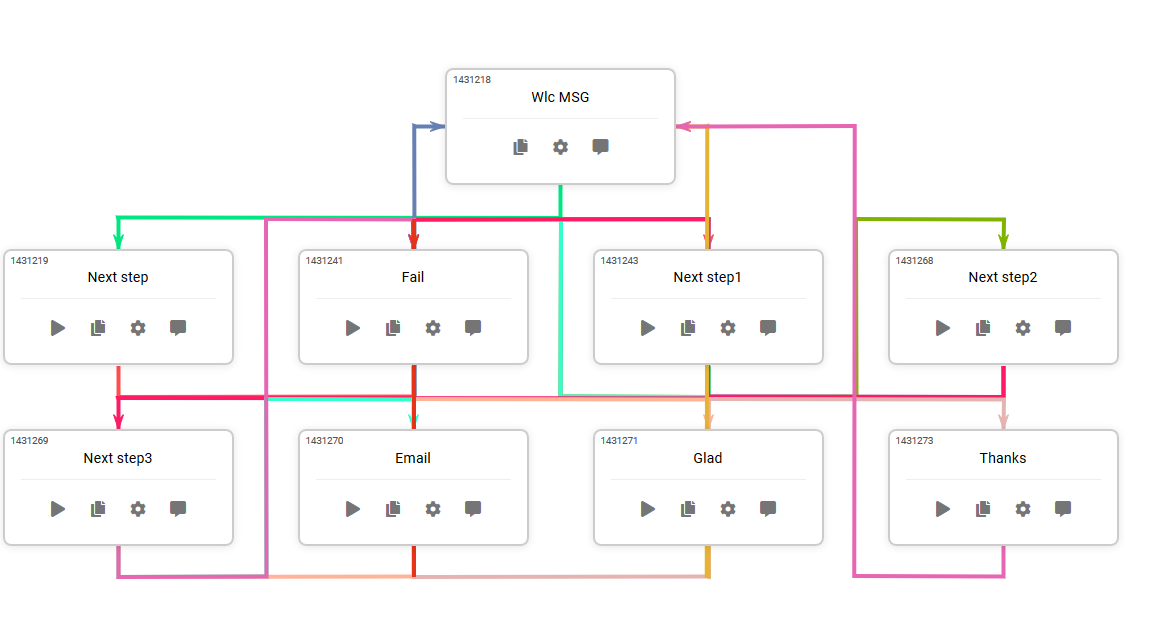 1431218
Wlc MSG
1431219
Next step
1431241
Fail
1431243
Next step1
1431268
Next step2
1431269
Next step3
1431270
Email
1431271
Glad
1431273
Thanks